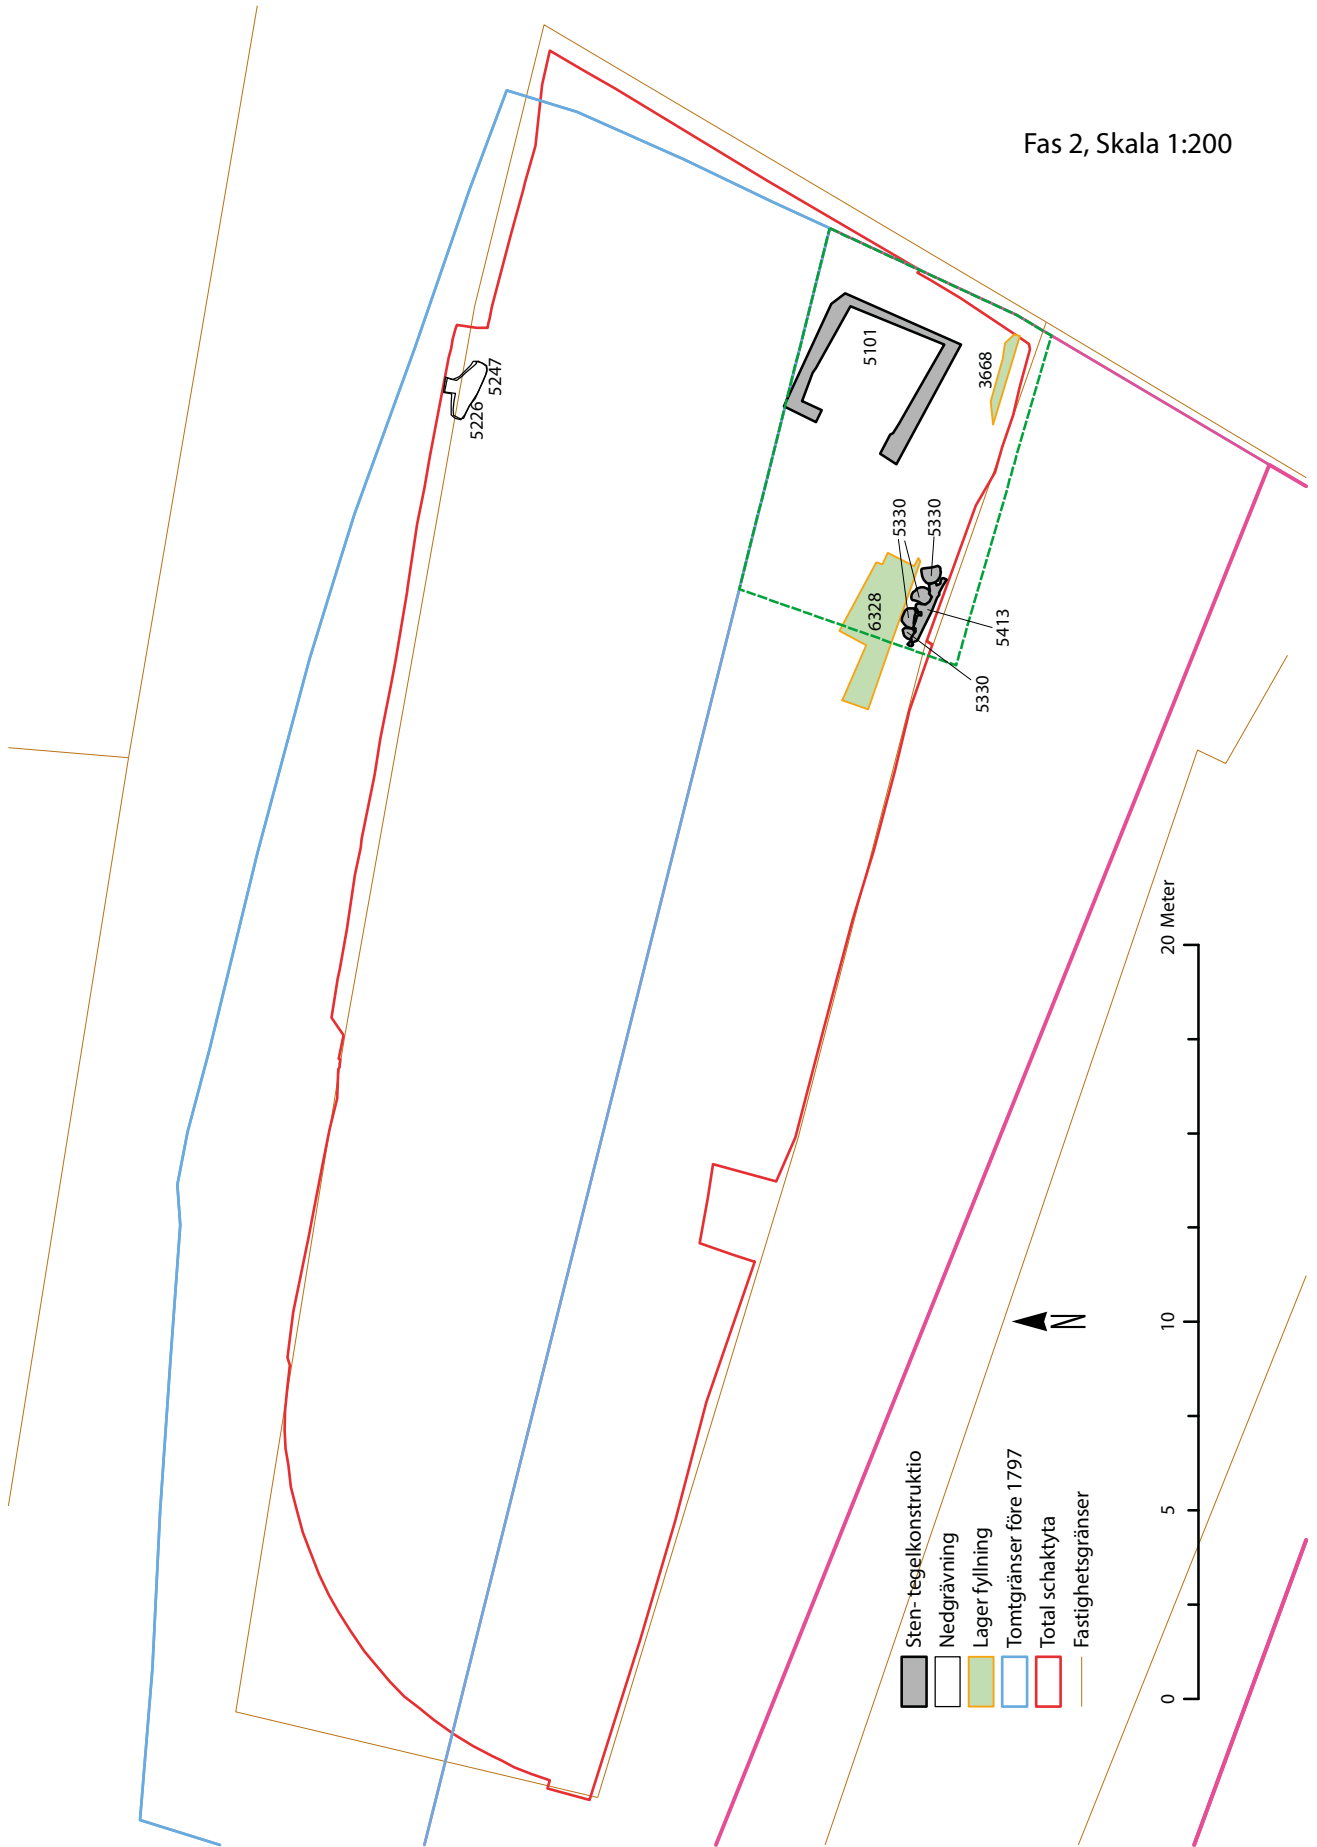 Fas 2, Skala 1:200
5226
5247
5101
3668
5330
5330
6328
5413
5330
Sten- tegelkonstruktio
Nedgrävning
Lager fyllning
Tomtgränser före 1797
Total schaktyta
Fastighetsgränser
N
0
5
10
20 Meter